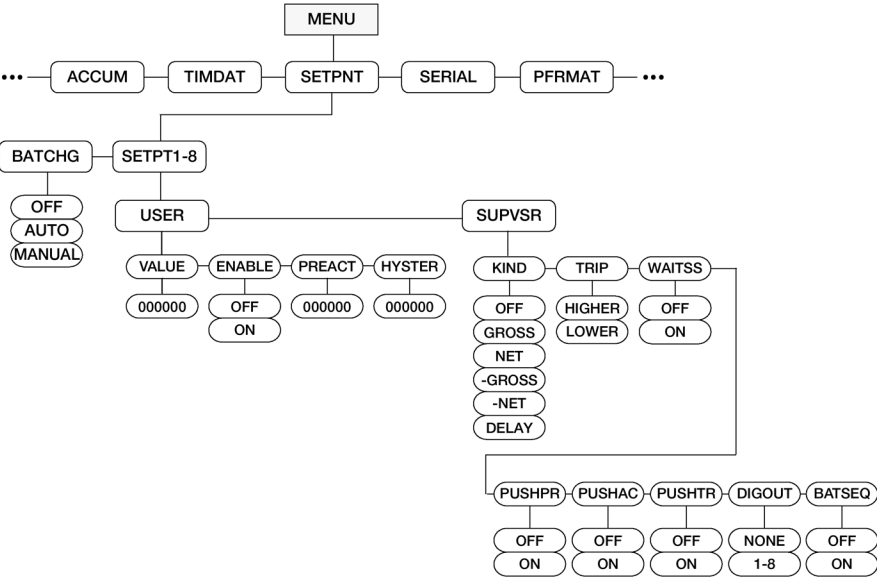 MENU
••• ACCUM TIMDAT SETPNT SERIAL PFRMAT •••
BATCHG SETPT1-8
OFF
AUTO
MANUAL
USER SUPVSR
VALUE ENABLE PREACT HYSTER
000000 OFF 000000 000000
ON
KIND TRIP WAITSS
OFF HIGHER OFF
GROSS LOWER ON
NET
-GROSS
-NET
DELAY
PUSHPR PUSHAC PUSHTR DIGOUT BATSEQ
OFF OFF OFF NONE OFF
ON ON ON 1-8 ON